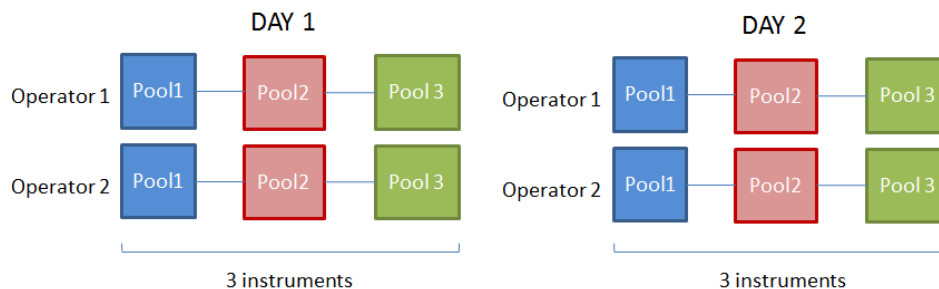 DAY 1
Operator 1 Pool1 Pool2 Pool 3
Operator 2 Pool1 Pool2 Pool 3
3 instruments
DAY 2
Operator 1 Pool1 Pool2 Pool 3
Operator 2 Pool1 Pool2 Pool 3
3 instruments